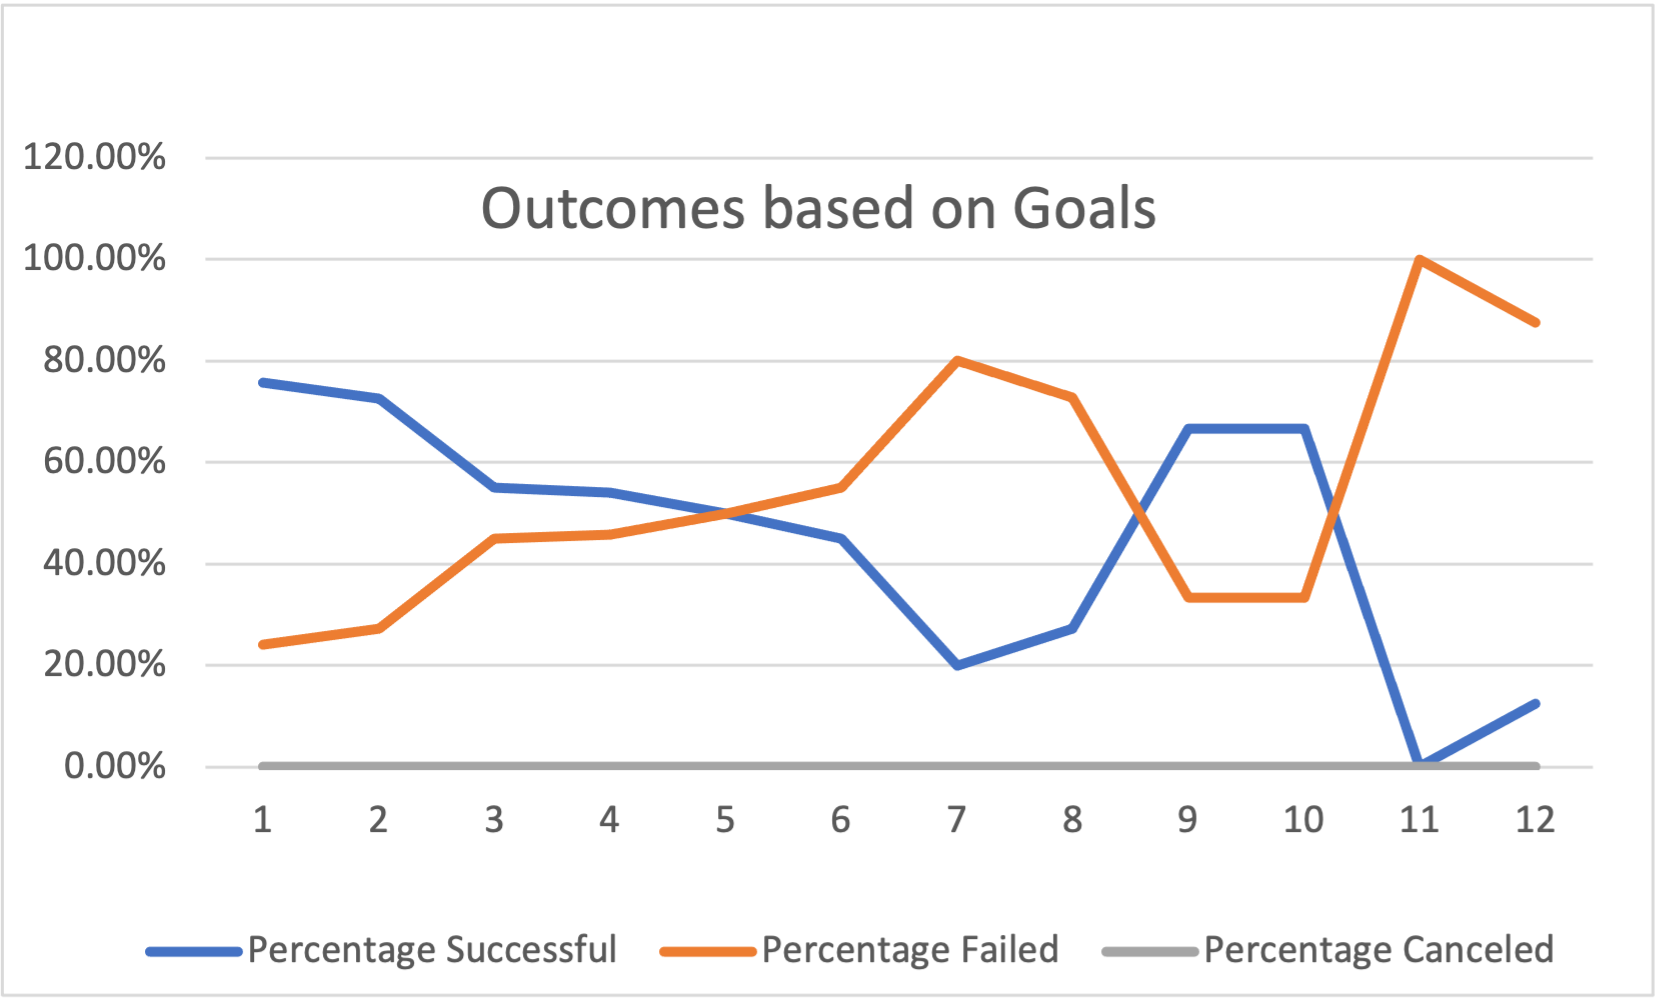 Outcomes based on Goals
120.00%
100.00%
80.00%
60.00%
40.00%
20.00%
0.00%
1 2 3 4 5 6 7 8 9 10 11 12
Percentage Successful Percentage Failed Percentage Canceled